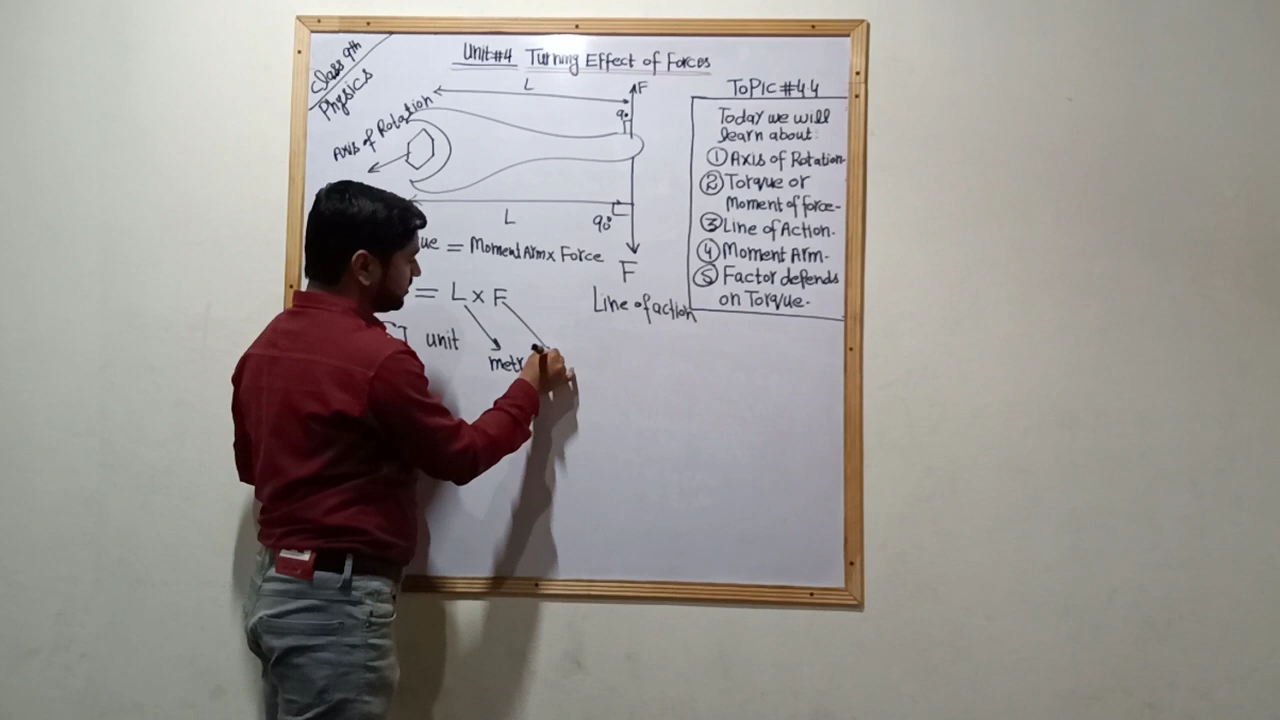 Class 9th
Physics
Unit#4 Turning Effect of Forces
L
F
90°
Axis of Rotation
L
90°
F
Line of action
= Moment Arm x Force
= L x F
unit
ToPIC #4.4
Today we will
learn about:
① Axis of Rotation-
② Torque or
Moment of force-
③ Line of Action-
④ Moment Arm-
⑤ Factor depends
on Torque-